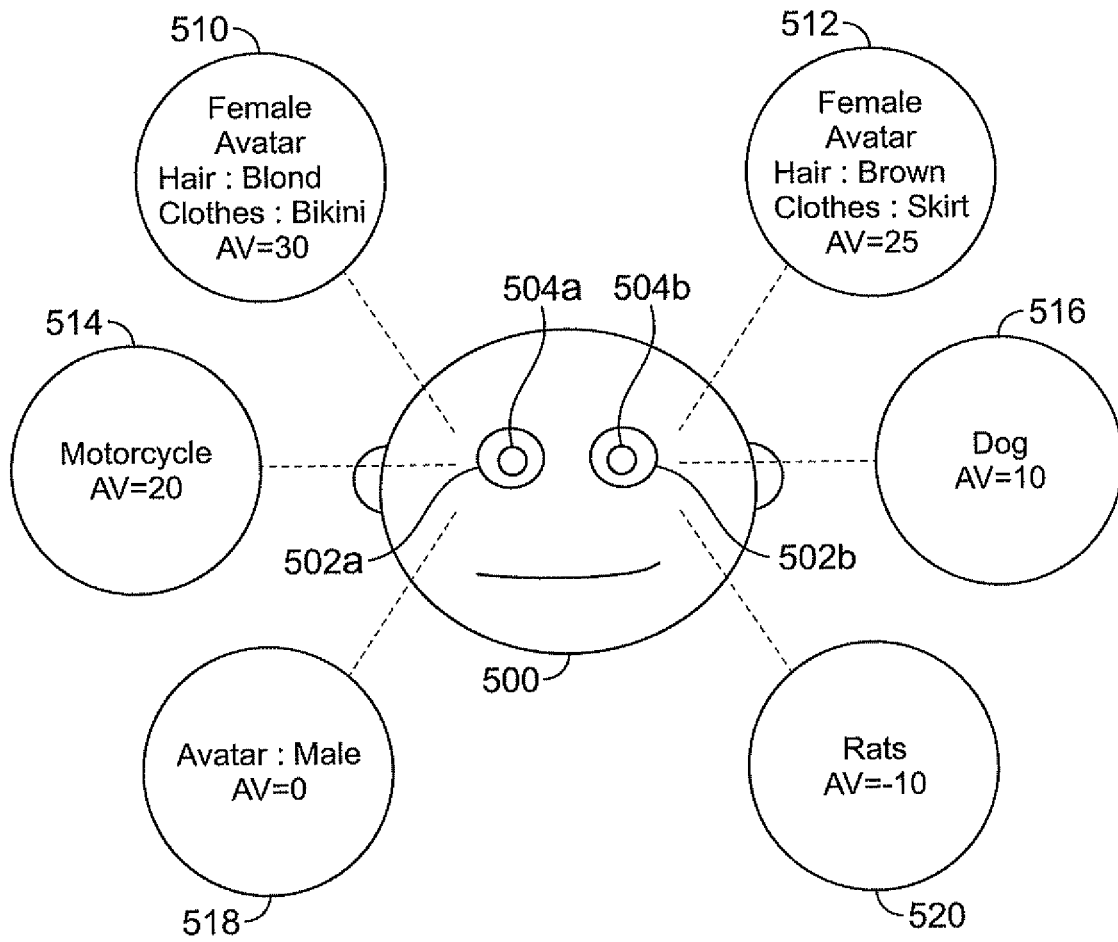 510
512
Female
Avatar
Hair : Blond
Clothes : Bikini
AV=30
Female
Avatar
Hair : Brown
Clothes : Skirt
AV=25
504a
504b
514
516
Motorcycle
AV=20
Dog
AV=10
502a
502b
500
Avatar : Male
AV=0
Rats
AV=-10
518
520